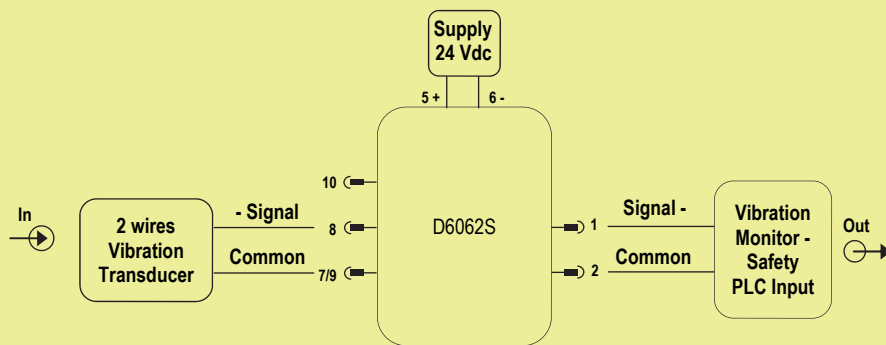 Supply
24 Vdc
5 +
6 -
10
In
- Signal
8
2 wires
Vibration
Transducer
Common
7/9
D6062S
1
Signal -
2
Common
Vibration
Monitor -
Safety
PLC Input
Out